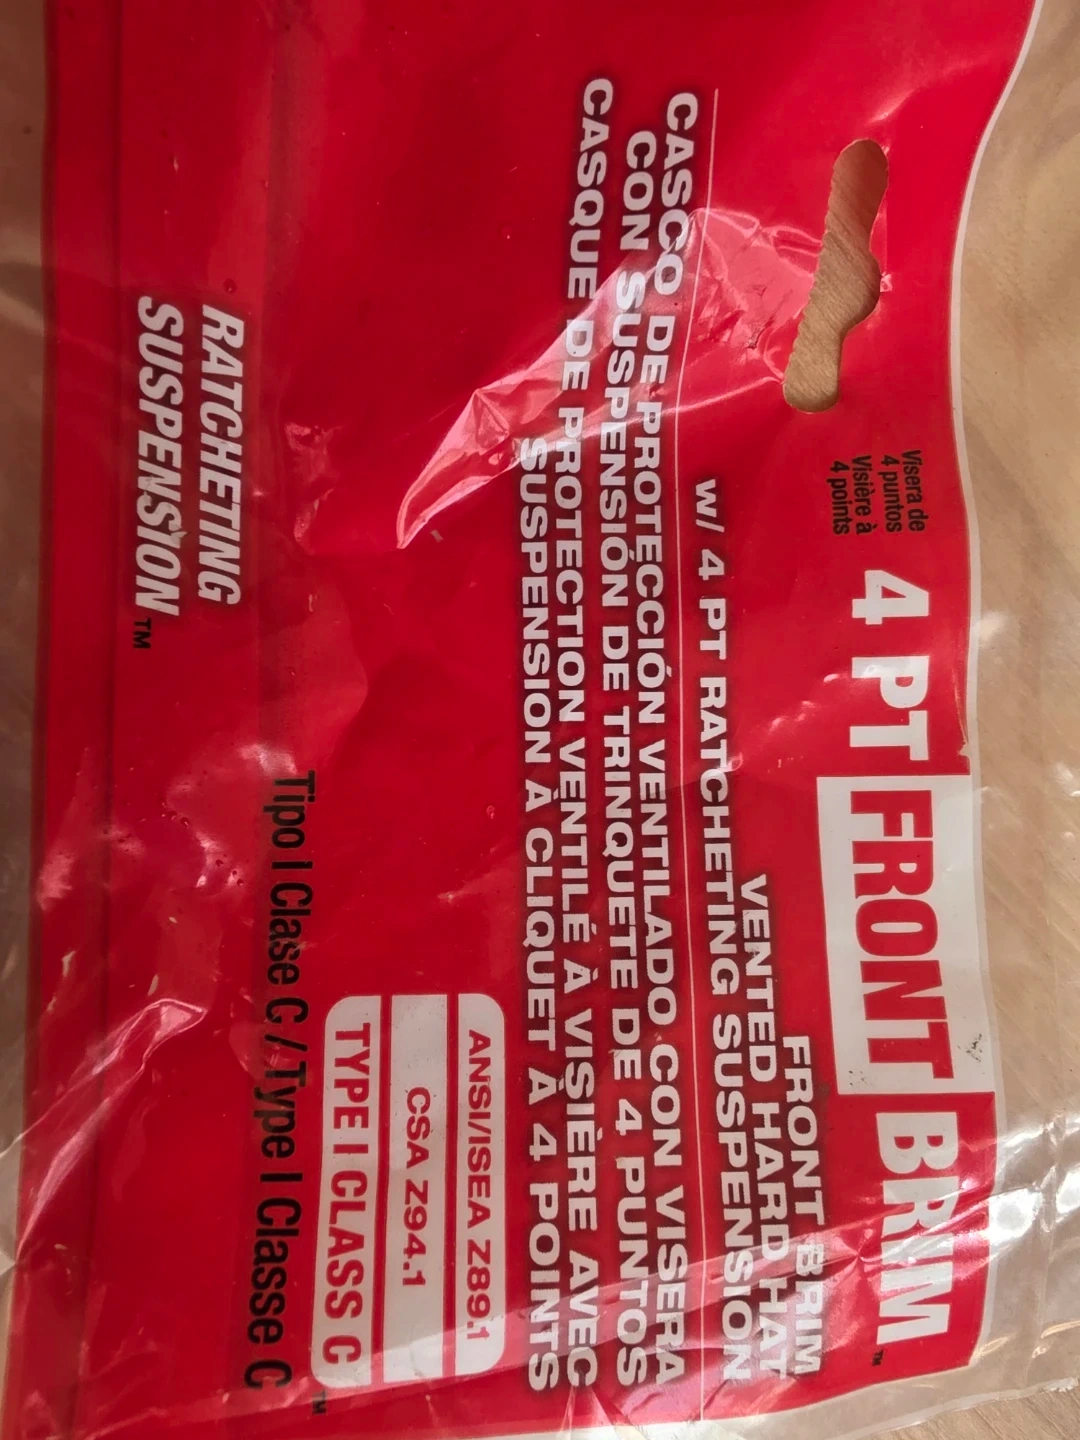 Visera de
4 puntos
Visière à
4 points
4 PT FRONT BRIM™
FRONT BRIM
VENTED HARD HAT
w/ 4 PT RATCHETING SUSPENSION
CASCO DE PROTECCIÓN VENTILADO CON VISERA
CON SUSPENSIÓN DE TRINQUETE DE 4 PUNTOS
CASQUE DE PROTECTION VENTILÉ À VISIÈRE AVEC
SUSPENSION À CLIQUET À 4 POINTS
ANSI/ISEA Z89.1
CSA Z94.1
TYPE I CLASS C™
Tipo I Clase C / Type I Classe C
RATCHETING
SUSPENSION™